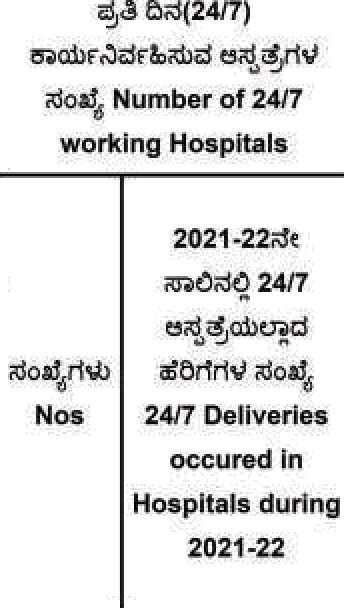 ಪ್ರತಿ ದಿನ(24/7)
ಕಾರ್ಯನಿರ್ವಹಿಸುವ ಆಸ್ಪತ್ರೆಗಳ
ಸಂಖ್ಯೆ Number of 24/7
working Hospitals
ಸಂಖ್ಯೆಗಳು
Nos
2021-22ನೇ
ಸಾಲಿನಲ್ಲಿ 24/7
ಆಸ್ಪತ್ರೆಯಲ್ಲಾದ
ಹೆರಿಗೆಗಳ ಸಂಖ್ಯೆ
24/7 Deliveries
occured in
Hospitals during
2021-22